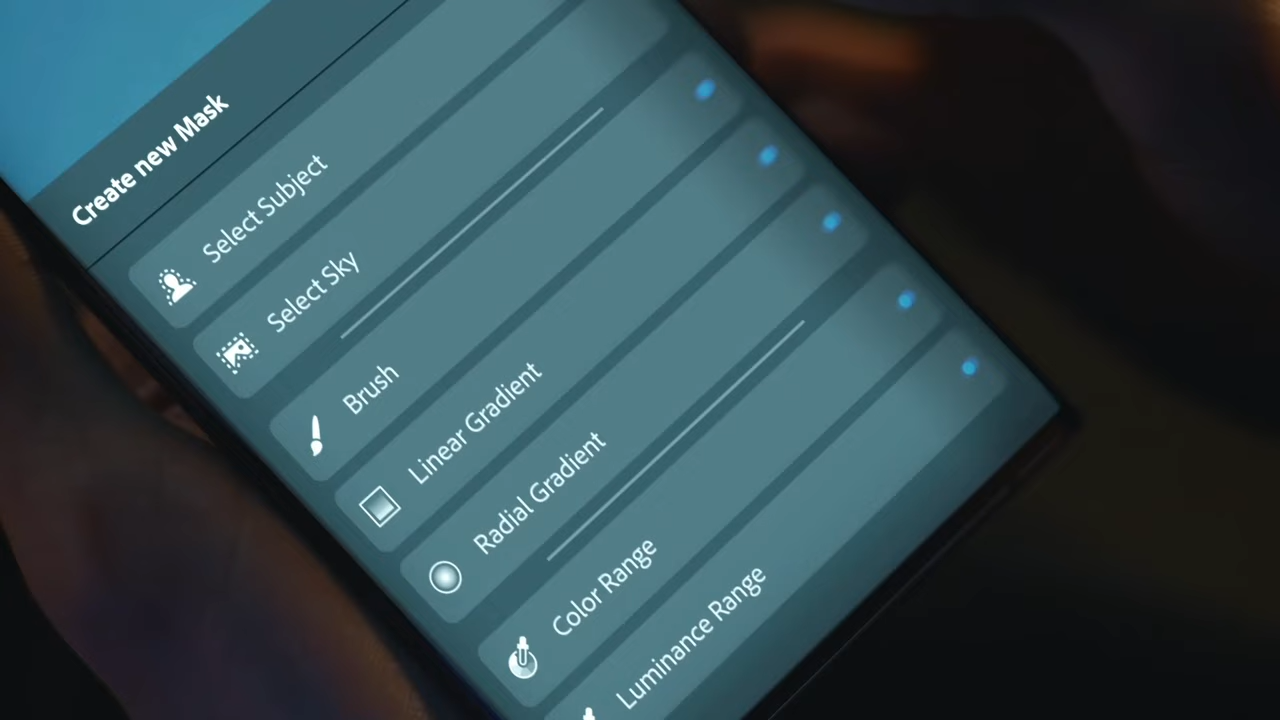 Create new Mask
Select Subject
Select Sky
Brush
Linear Gradient
Radial Gradient
Color Range
Luminance Range